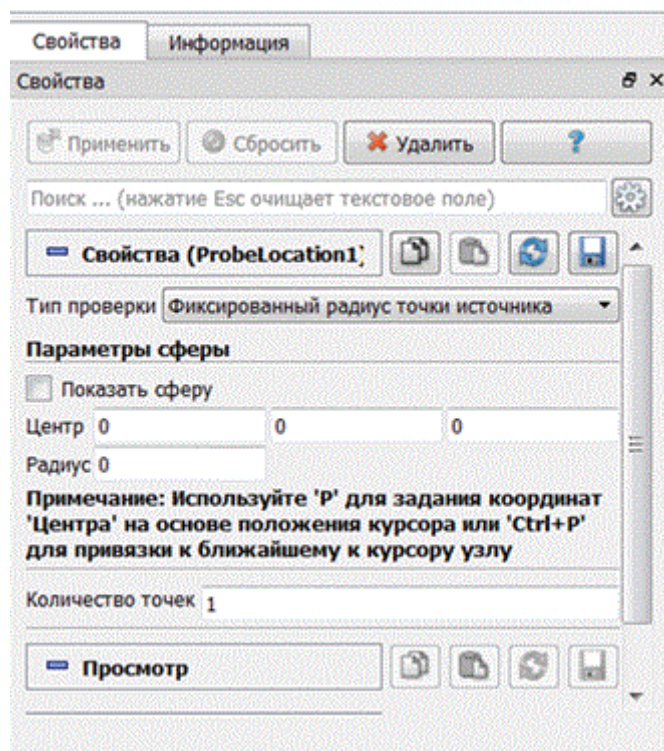 Свойства Информация
Свойства
Применить Сбросить Удалить ?
Поиск ... (нажатие Esc очищает текстовое поле)
Свойства (ProbeLocation1)
Тип проверки Фиксированный радиус точки источника
Параметры сферы
Показать сферу
Центр 0 0 0
Радиус 0
Примечание: Используйте 'P' для задания координат
'Центра' на основе положения курсора или 'Ctrl+P'
для привязки к ближайшему к курсору узлу
Количество точек 1
Просмотр